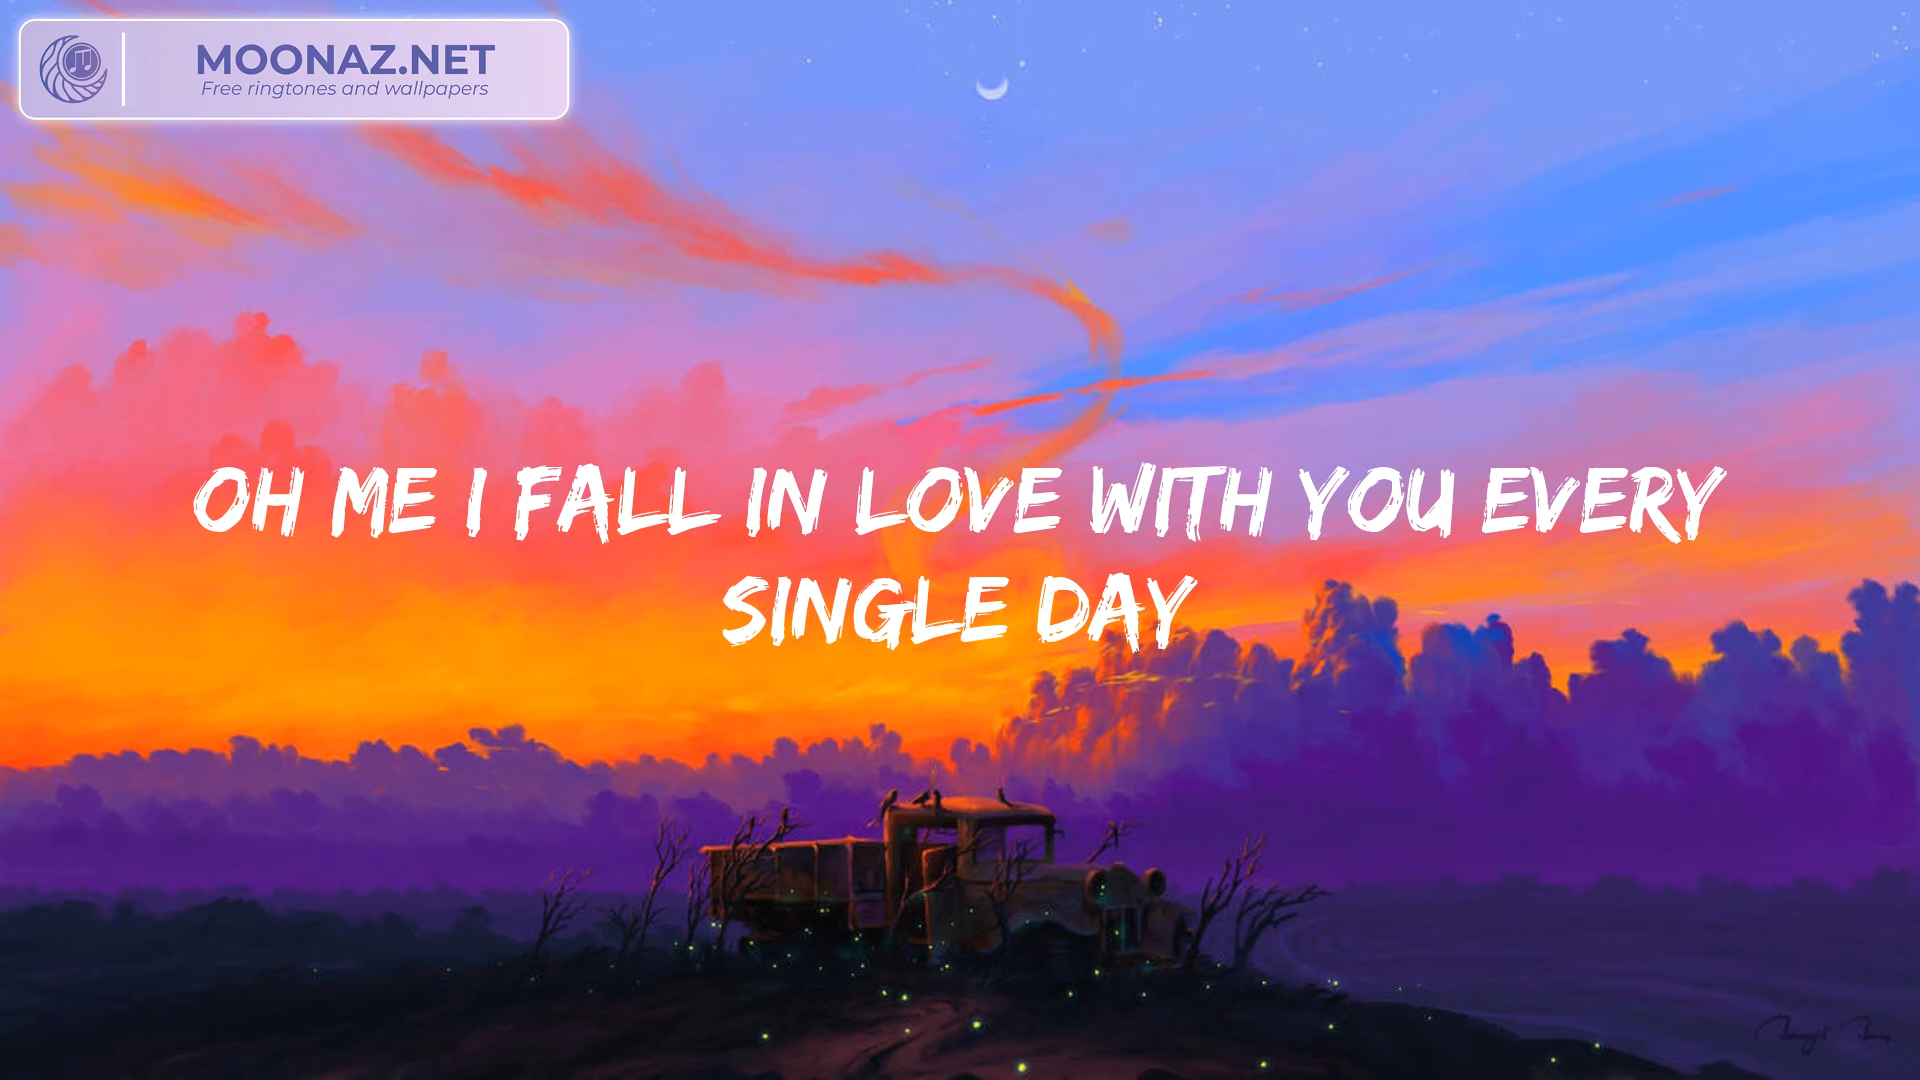 MOONAZ.NET
Free ringtones and wallpapers
OH ME I FALL IN LOVE WITH YOU EVERY
SINGLE DAY